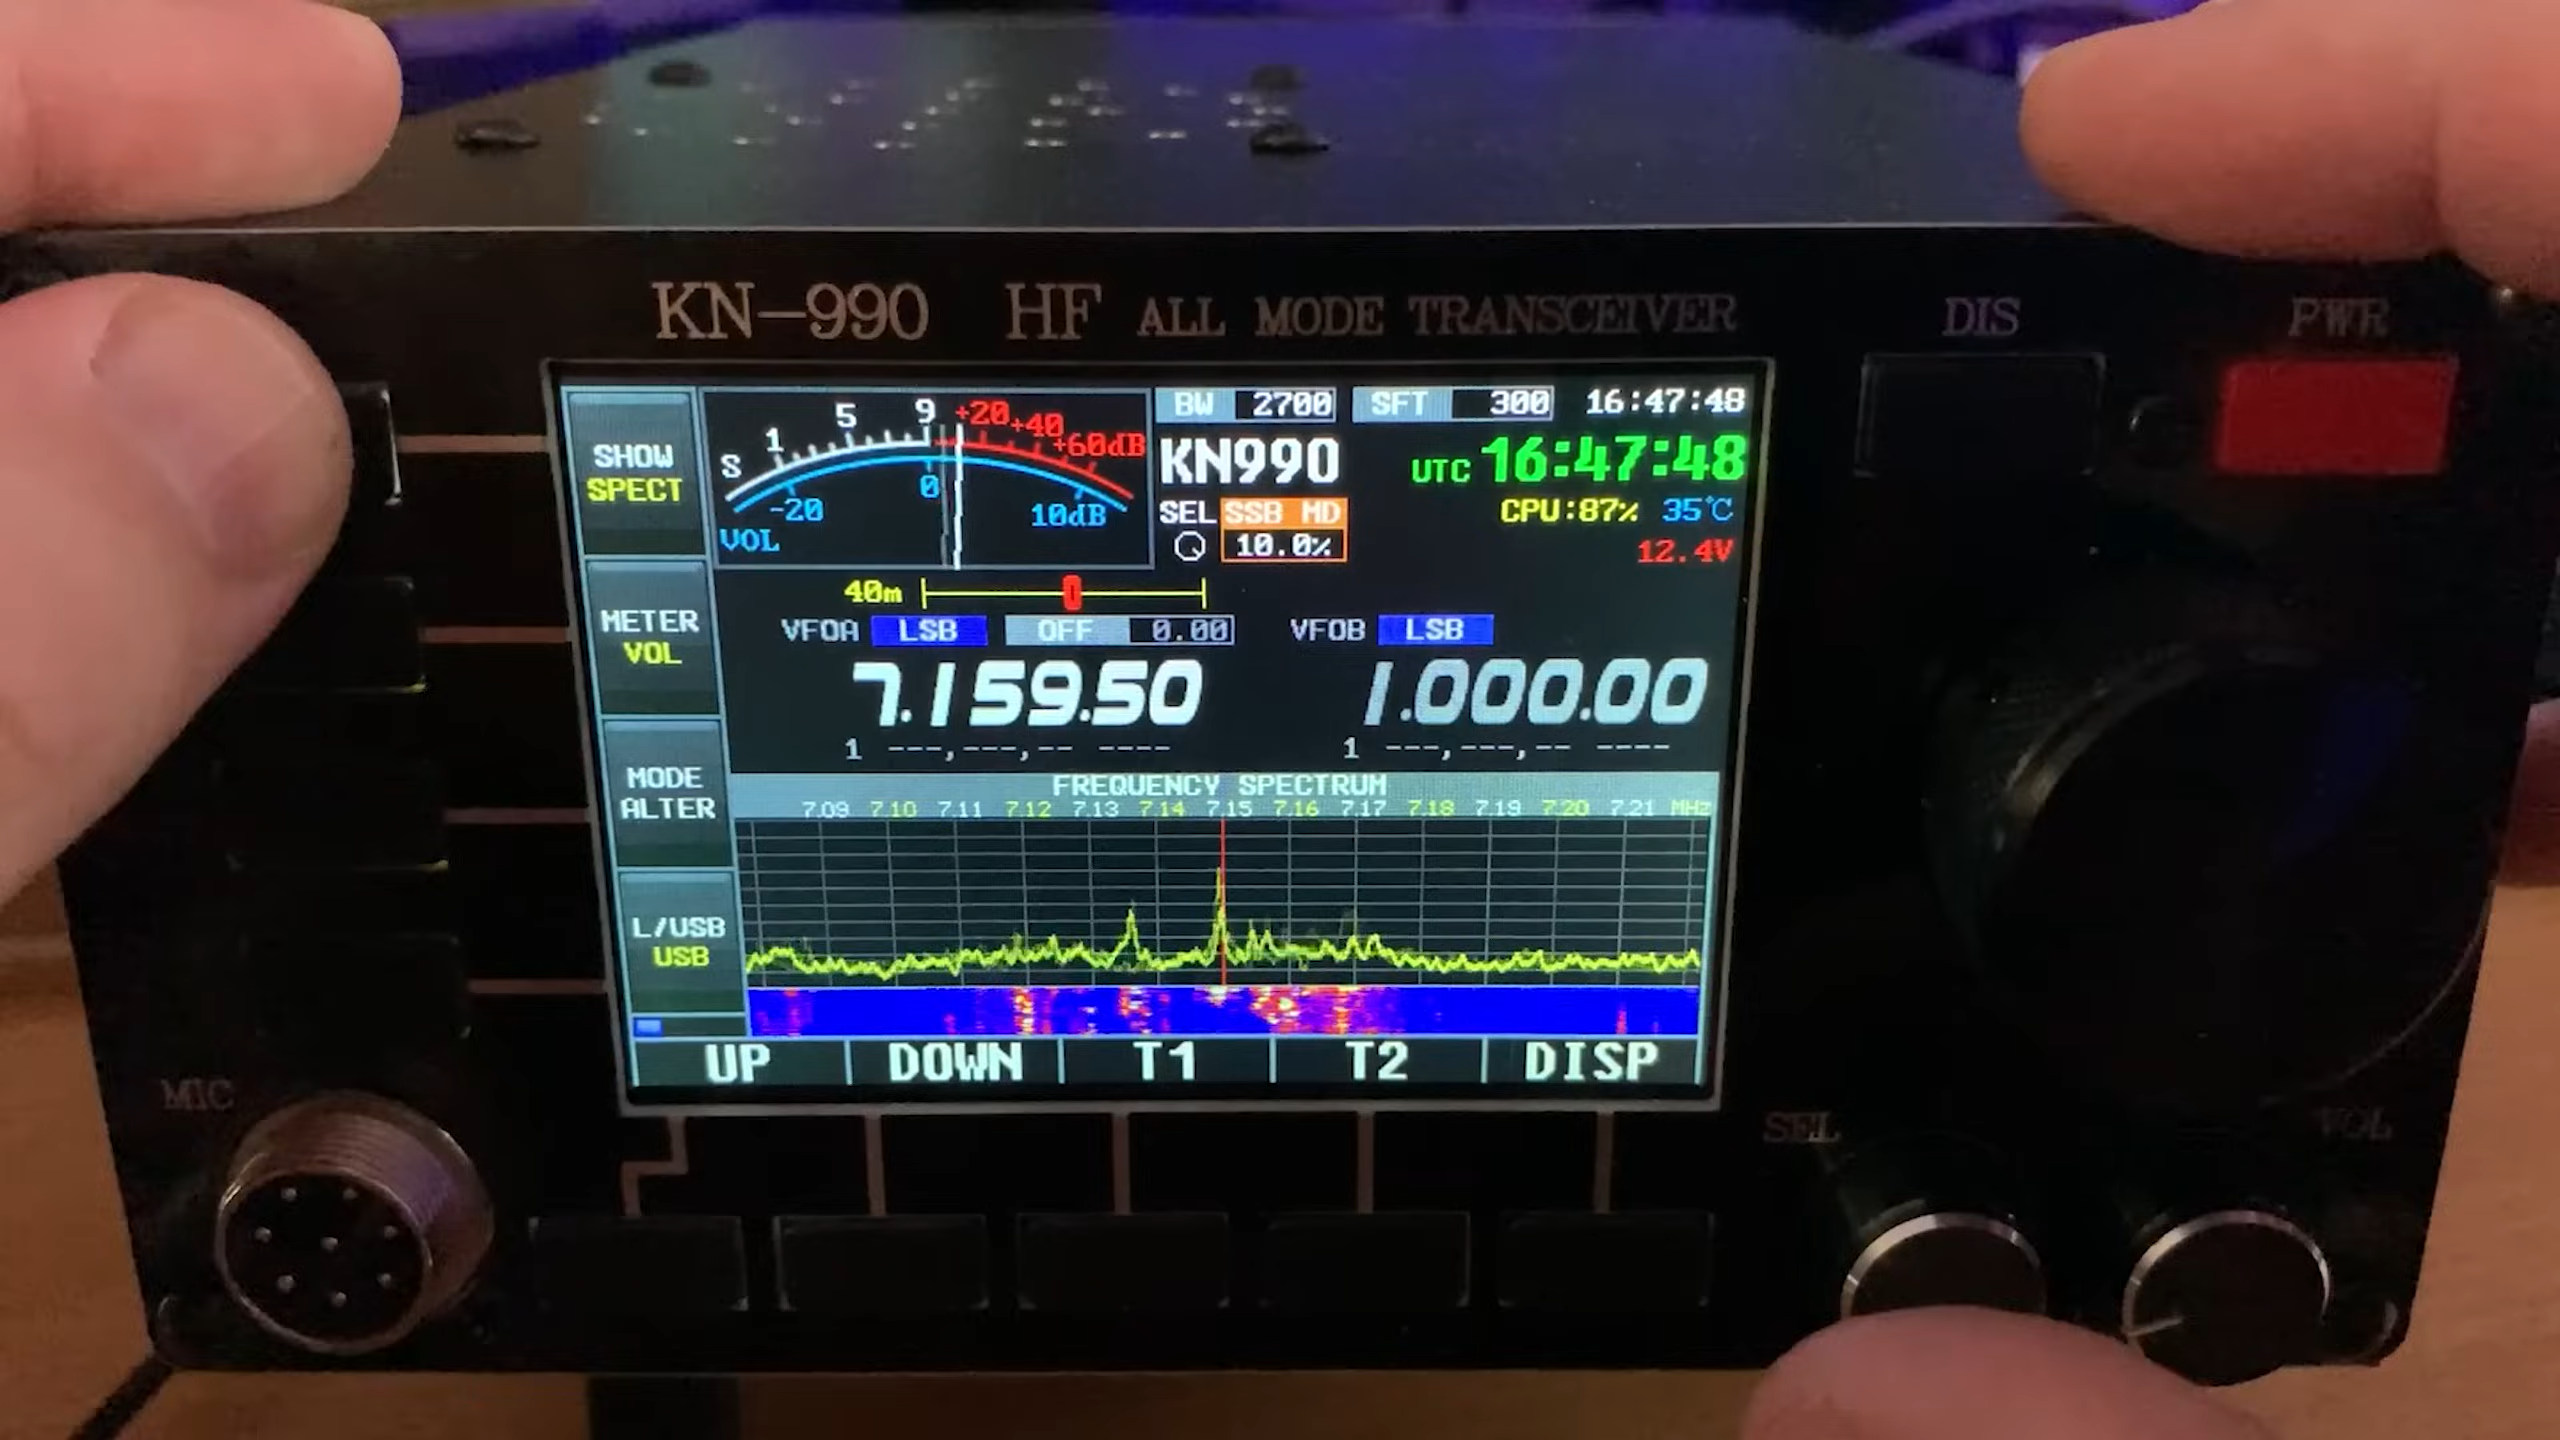 KN-990 HF ALL MODE TRANSCEIVER
DIS
PWR
SHOW
SPECT
METER
VOL
MODE
ALTER
L/USB
USB
S 1 5 9 +20 +40 +60dB
-20 0 10dB
VOL
BW 2700 SFT 300 16:47:48
KN990 UTC 16:47:48
SEL SSB MD CPU:87% 35℃
10.0% 12.4V
40m
VFOA LSB OFF 0.00 VFOB LSB
7.159.50 1.000.00
1 ---,---,-- ---- 1 ---,---,-- ----
FREQUENCY SPECTRUM
7.09 7.10 7.11 7.12 7.13 7.14 7.15 7.16 7.17 7.18 7.19 7.20 7.21 MHz
UP DOWN T1 T2 DISP
MIC
SEL
VOL